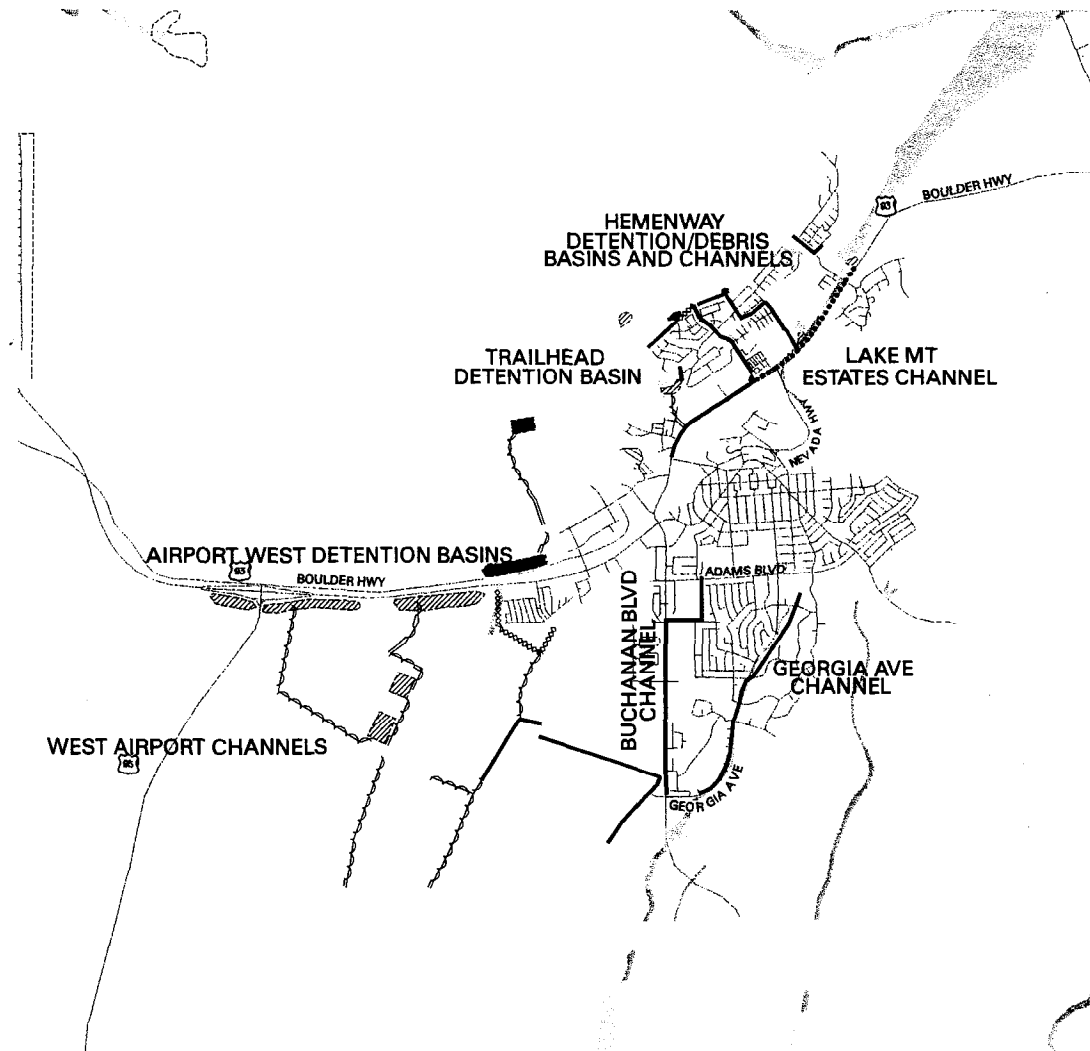 BOULDER HWY
93
HEMENWAY
DETENTION/DEBRIS
BASINS AND CHANNELS
TRAILHEAD
DETENTION BASIN
LAKE MT
ESTATES CHANNEL
NEVADA HWY
AIRPORT WEST DETENTION BASINS
93
BOULDER HWY
ADAMS BLVD
BUCHANAN BLVD
CHANNEL
GEORGIA AVE
CHANNEL
WEST AIRPORT CHANNELS
95
GEORGIA AVE